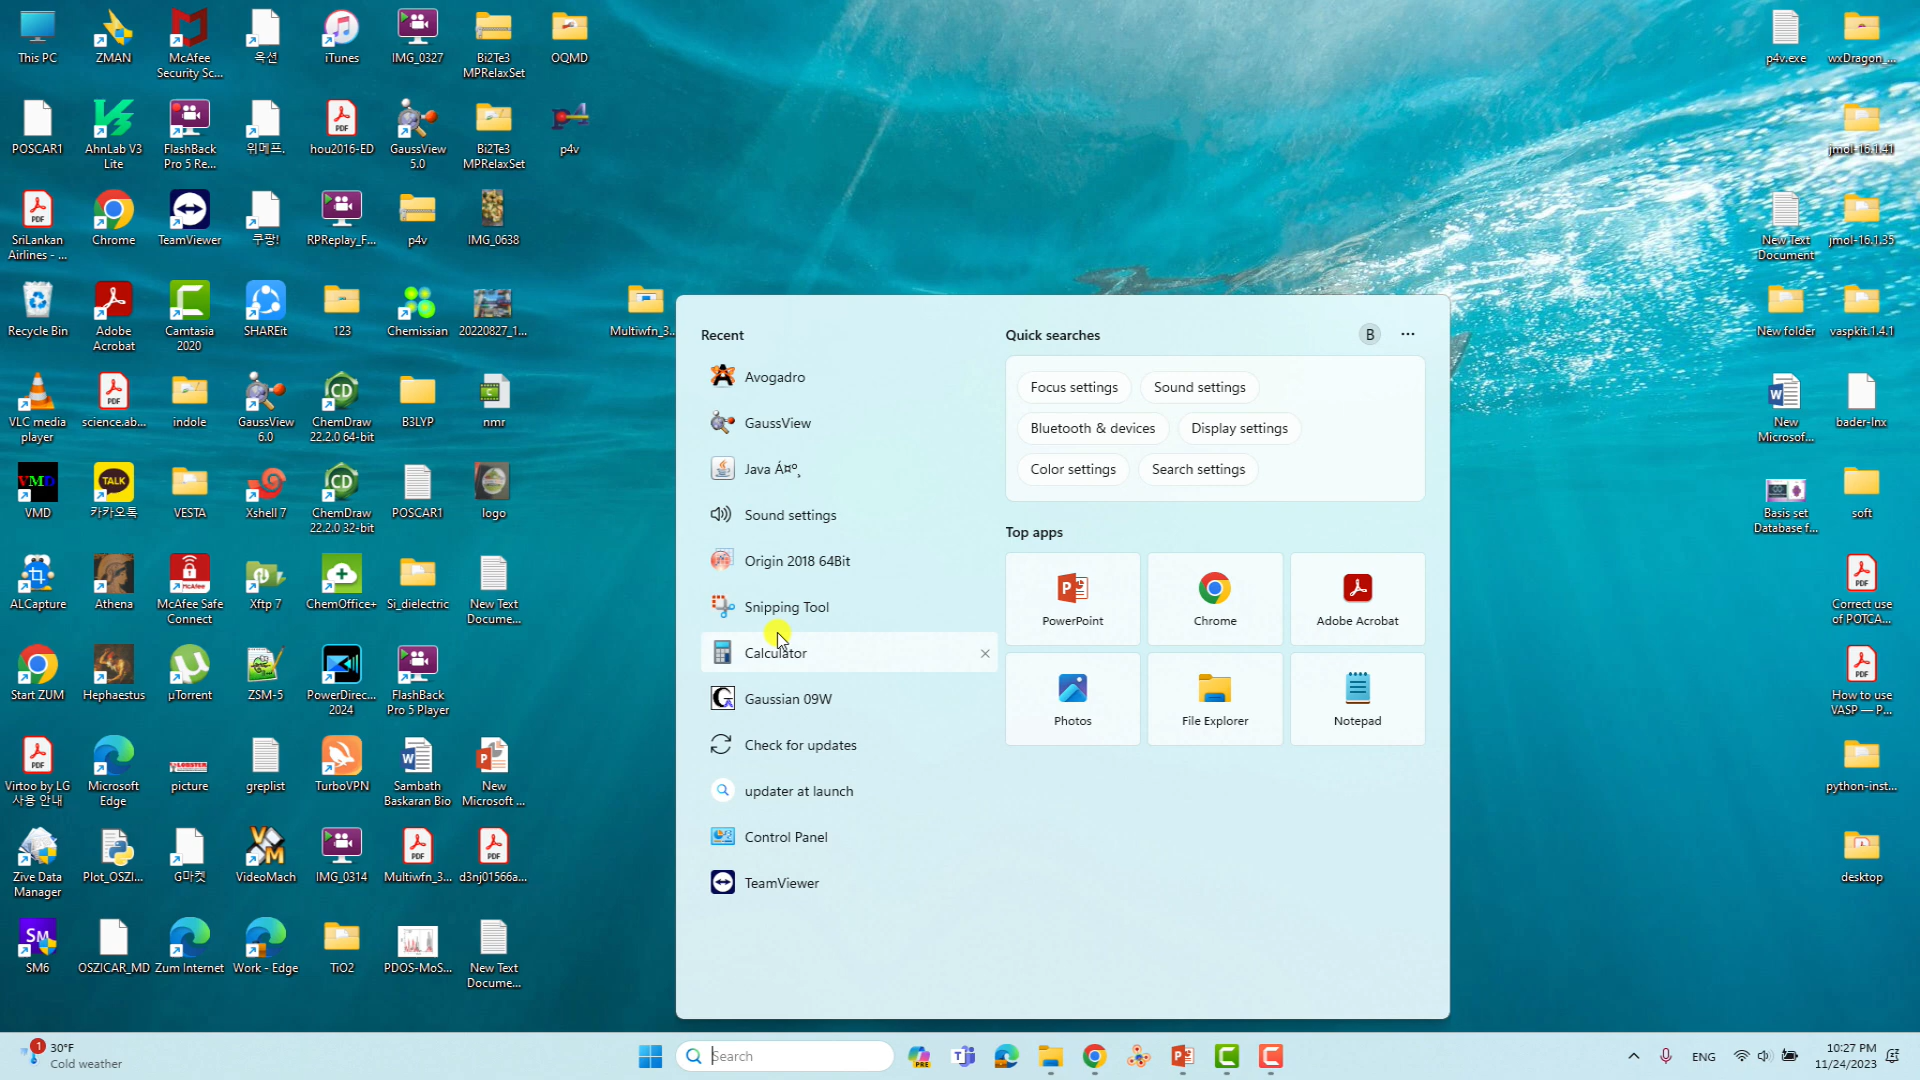 This PC
ZMAN
McAfee
Security Sc...
옥션
iTunes
IMG_0327
Bi2Te3
MPRelaxSet
OQMD
POSCAR1
AhnLab V3
Lite
FlashBack
Pro 5 Re...
위메프.
hou2016-ED
GaussView
5.0
Bi2Te3
MPRelaxSet
p4v
SriLankan
Airlines - ...
Chrome
TeamViewer
쿠팡!
RPReplay_F...
p4v
IMG_0638
Recycle Bin
Adobe
Acrobat
Camtasia
2020
SHAREit
123
Chemissian
20220827_1...
Multiwfn_3...
VLC media
player
science.ab...
indole
GaussView
6.0
ChemDraw
22.2.0 64-bit
B3LYP
nmr
VMD
VMD
TALK
카카오톡
VESTA
Xshell 7
ChemDraw
22.2.0 32-bit
POSCAR1
logo
ALCapture
Athena
McAfee Safe
Connect
Xftp 7
ChemOffice+
Si_dielectric
New Text
Docume...
Start ZUM
Hephaestus
µTorrent
ZSM-5
PowerDirec...
2024
FlashBack
Pro 5 Player
Virtoo by LG
사용 안내
Microsoft
Edge
picture
greplist
TurboVPN
Sambath
Baskaran Bio
New
Microsoft ...
Zive Data
Manager
Plot_OSZI...
G마켓
VideoMach
IMG_0314
Multiwfn_3...
d3nj01566a...
SM6
OSZICAR_MD
Zum Internet
Work - Edge
TiO2
PDOS-MoS...
New Text
Docume...
Recent
Avogadro
GaussView
Java Á¤º¸
Sound settings
Origin 2018 64Bit
Snipping Tool
Calculator
Gaussian 09W
Check for updates
updater at launch
Control Panel
TeamViewer
Quick searches
B
Focus settings
Sound settings
Bluetooth & devices
Display settings
Color settings
Search settings
Top apps
PowerPoint
Chrome
Adobe Acrobat
Photos
File Explorer
Notepad
p4v.exe
wxDragon_...
jmol-16.1.41
New Text
Document
jmol-16.1.35
New folder
vaspkit.1.4.1
New
Microsof...
bader-lnx
Basis set
Database f...
soft
Correct use
of POTCA...
How to use
VASP — P...
python-inst...
desktop
1
30°F
Cold weather
Search
ENG
10:27 PM
11/24/2023